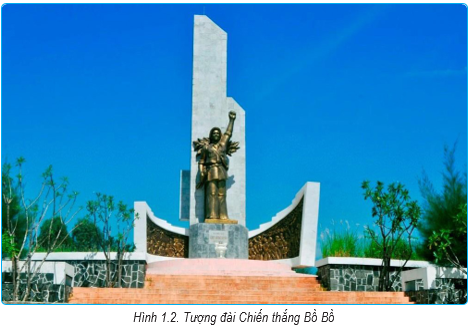 Hình 1.2. Tượng đài Chiến thắng Bồ Bồ